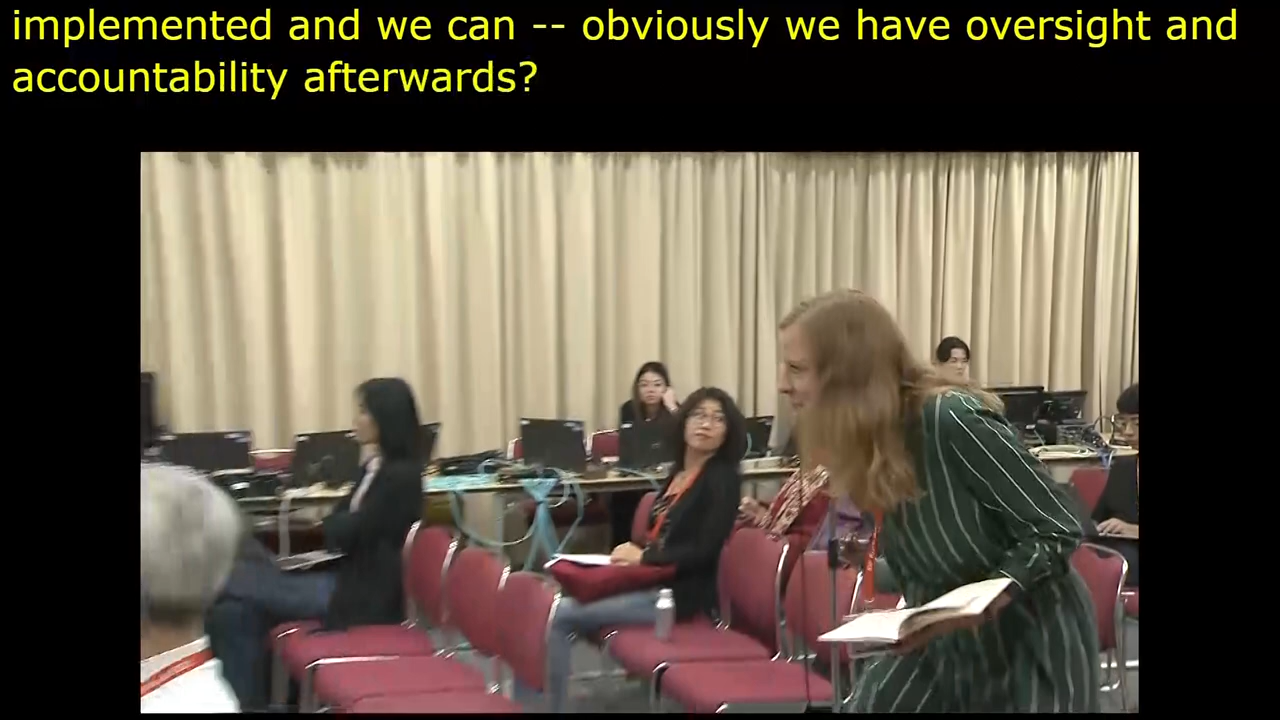 implemented and we can -- obviously we have oversight and
accountability afterwards?